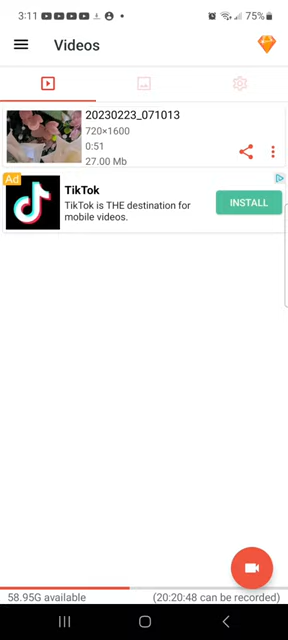 3:11
75%
Videos
20230223_071013
720×1600
0:51
27.00 Mb
Ad
TikTok
TikTok is THE destination for
mobile videos.
INSTALL
58.95G available
(20:20:48 can be recorded)